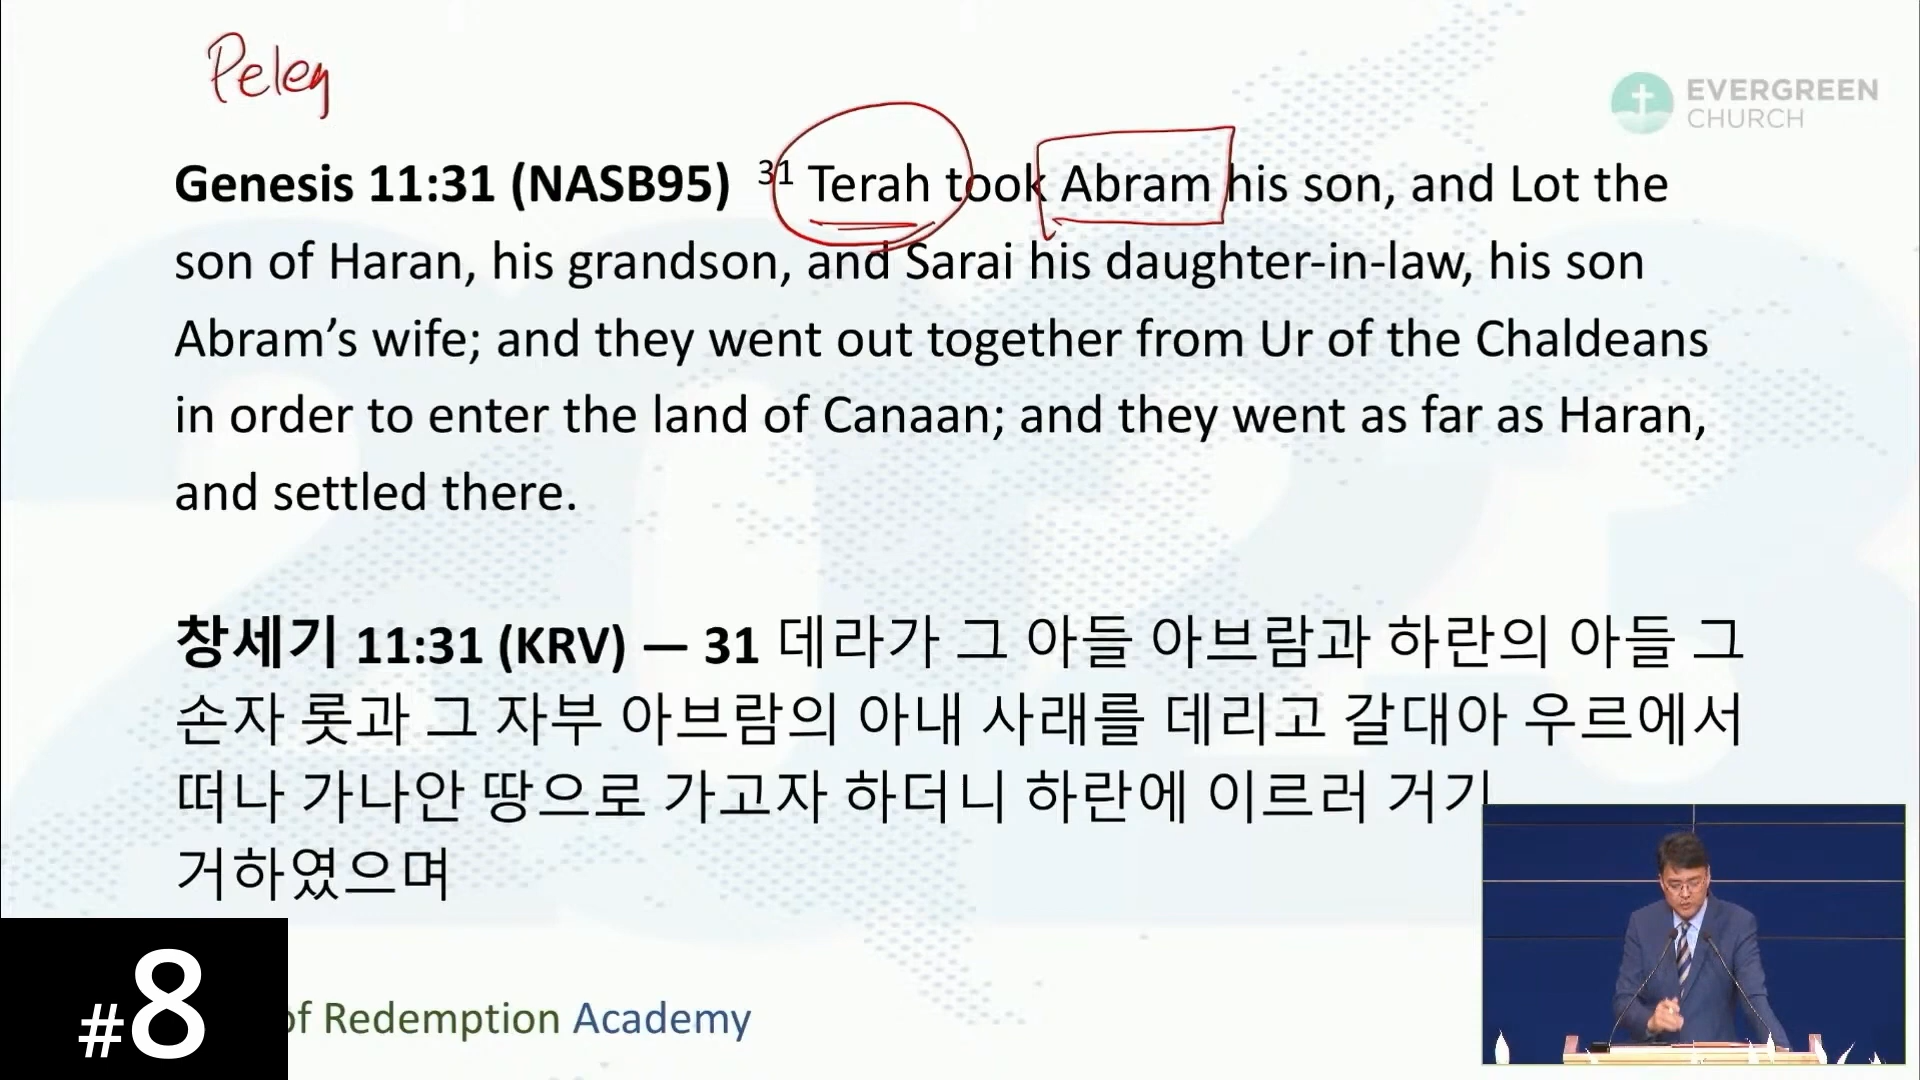 Peleg
EVERGREEN
CHURCH
Genesis 11:31 (NASB95) 31 Terah took Abram his son, and Lot the
son of Haran, his grandson, and Sarai his daughter-in-law, his son
Abram’s wife; and they went out together from Ur of the Chaldeans
in order to enter the land of Canaan; and they went as far as Haran,
and settled there.
창세기 11:31 (KRV) — 31 데라가 그 아들 아브람과 하란의 아들 그
손자 롯과 그 자부 아브람의 아내 사래를 데리고 갈대아 우르에서
떠나 가나안 땅으로 가고자 하더니 하란에 이르러 거기
거하였으며
#8
of Redemption Academy